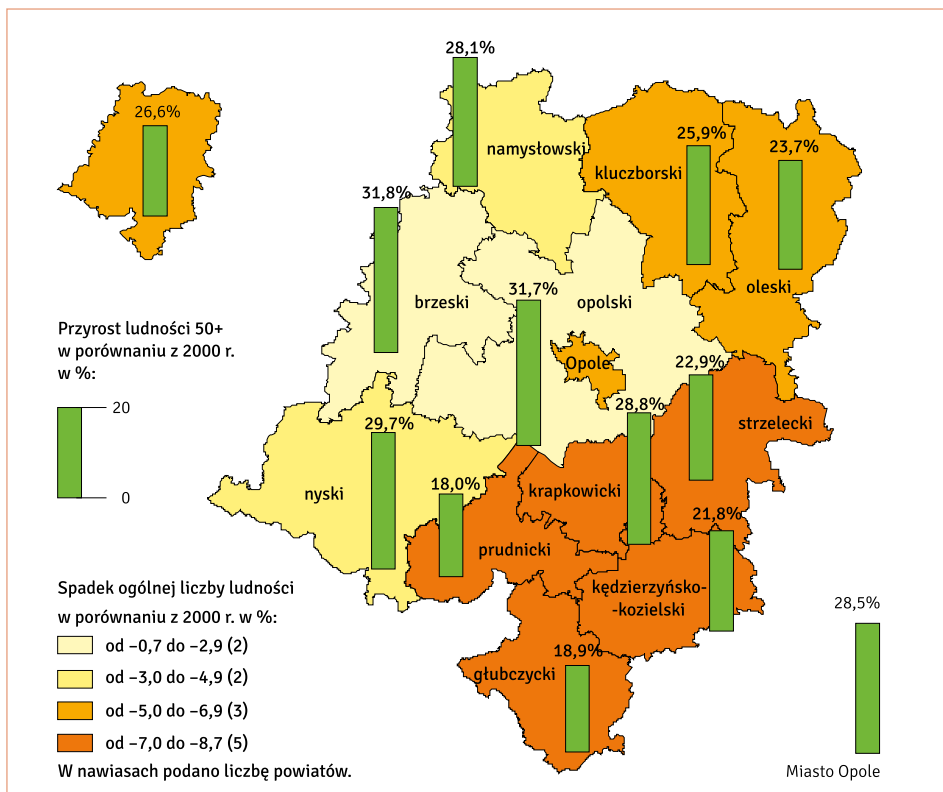 28,1%
26,6%
namysłowski
25,9%
23,7%
kluczborski
31,8%
oleski
31,7%
brzeski
opolski
Przyrost ludności 50+
w porównaniu z 2000 r.
w %:
20
0
Opole
22,9%
28,8%
strzelecki
29,7%
18,0%
nyski
krapkowicki
21,8%
prudnicki
kędzierzyńsko-
-kozielski
18,9%
głubczycki
Spadek ogólnej liczby ludności
w porównaniu z 2000 r. w %:
od –0,7 do –2,9 (2)
od –3,0 do –4,9 (2)
od –5,0 do –6,9 (3)
od –7,0 do –8,7 (5)
W nawiasach podano liczbę powiatów.
28,5%
Miasto Opole